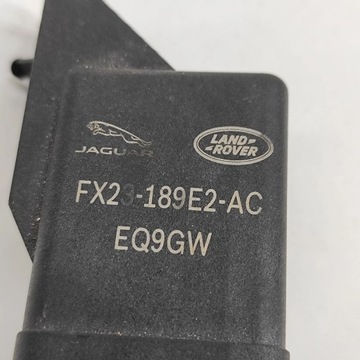 JAGUAR
LAND-
ROVER
FX23-189E2-AC
EQ9GW